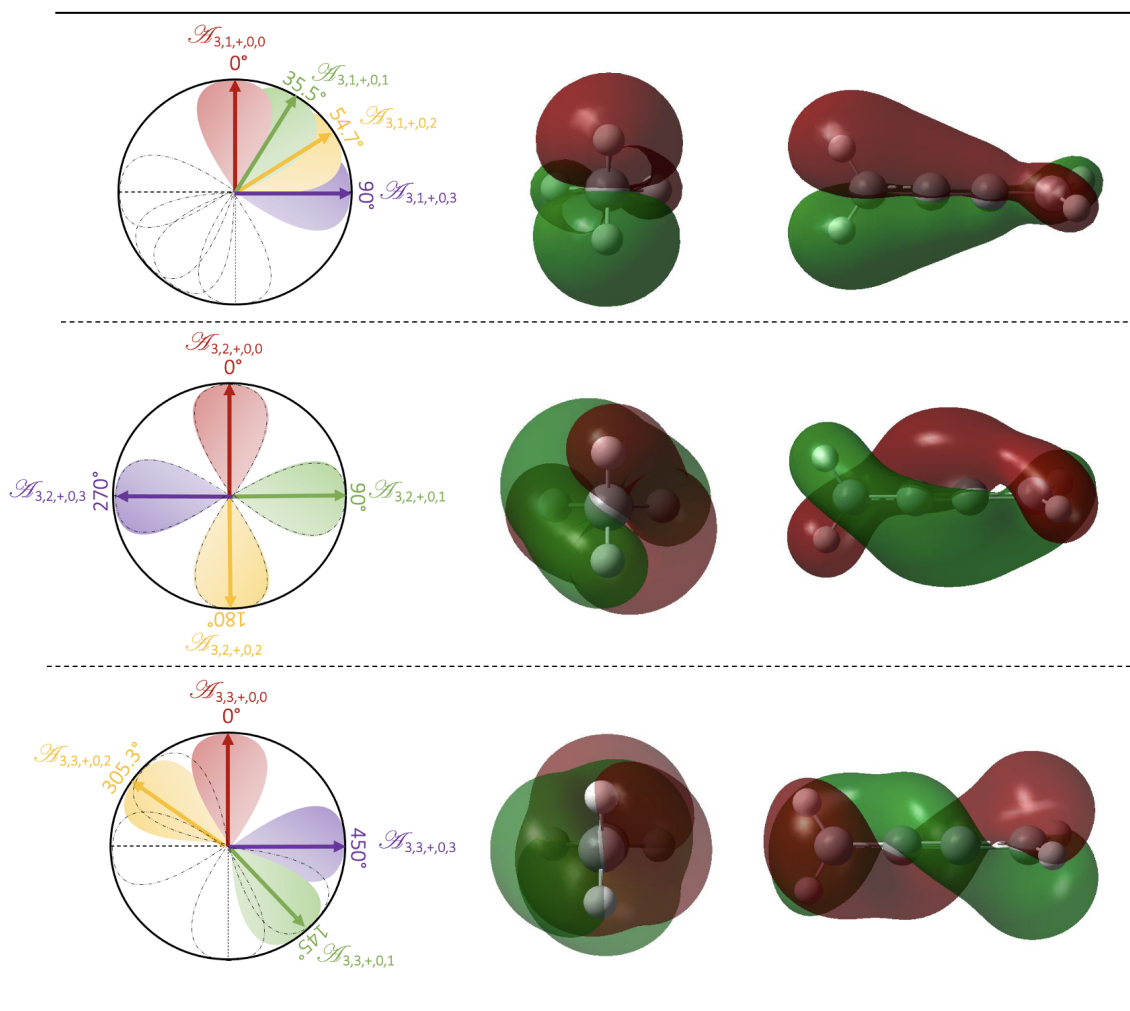 𝒜3,1,+,0,0
0°
35.5°
𝒜3,1,+,0,1
54.7°
𝒜3,1,+,0,2
90°
𝒜3,1,+,0,3
𝒜3,2,+,0,0
0°
𝒜3,2,+,0,3
270°
90°
𝒜3,2,+,0,1
180°
𝒜3,2,+,0,2
𝒜3,3,+,0,0
0°
𝒜3,3,+,0,2
305.3°
450°
𝒜3,3,+,0,3
145°
𝒜3,3,+,0,1